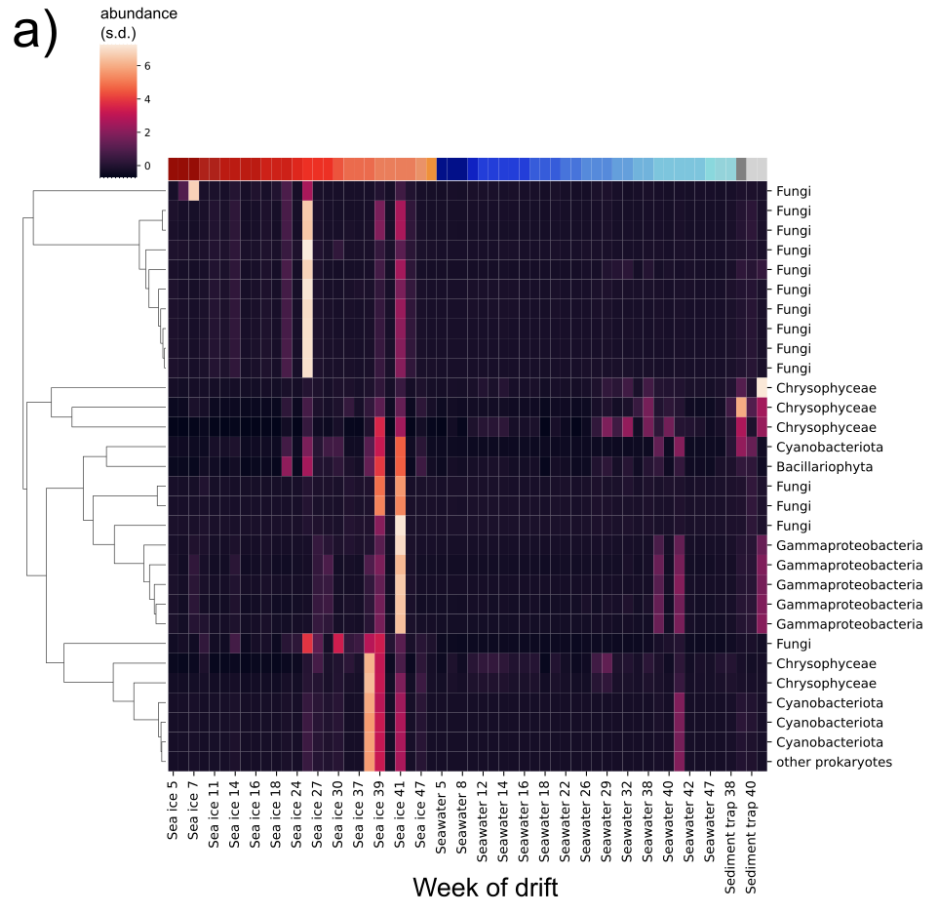 a)
abundance
(s.d.)
6
4
2
0
Fungi
Fungi
Fungi
Fungi
Fungi
Fungi
Fungi
Fungi
Fungi
Fungi
Chrysophyceae
Chrysophyceae
Chrysophyceae
Cyanobacteriota
Bacillariophyta
Fungi
Fungi
Fungi
Gammaproteobacteria
Gammaproteobacteria
Gammaproteobacteria
Gammaproteobacteria
Gammaproteobacteria
Fungi
Chrysophyceae
Chrysophyceae
Cyanobacteriota
Cyanobacteriota
Cyanobacteriota
other prokaryotes
Sea ice 5
Sea ice 7
Sea ice 11
Sea ice 14
Sea ice 16
Sea ice 18
Sea ice 24
Sea ice 27
Sea ice 30
Sea ice 37
Sea ice 39
Sea ice 41
Sea ice 47
Seawater 5
Seawater 8
Seawater 12
Seawater 14
Seawater 16
Seawater 18
Seawater 22
Seawater 26
Seawater 29
Seawater 32
Seawater 38
Seawater 40
Seawater 42
Seawater 47
Sediment trap 38
Sediment trap 40
Week of drift